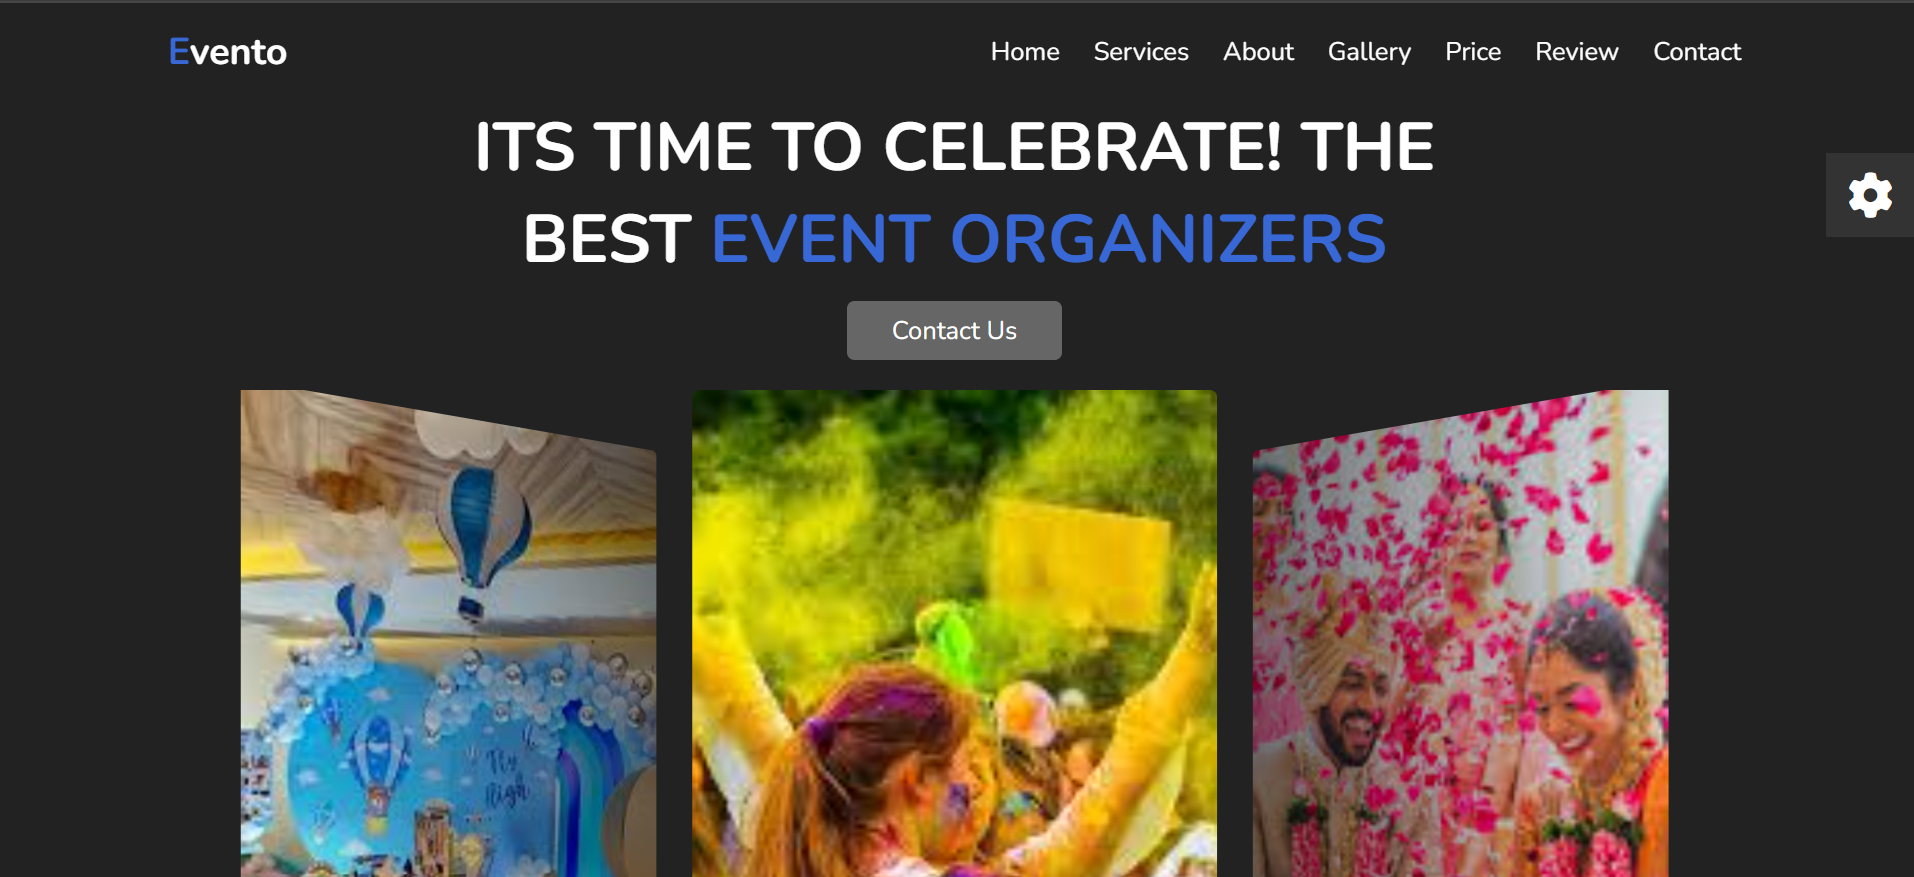 Evento
Home Services About Gallery Price Review Contact
ITS TIME TO CELEBRATE! THE
BEST EVENT ORGANIZERS
Contact Us
Fly
High